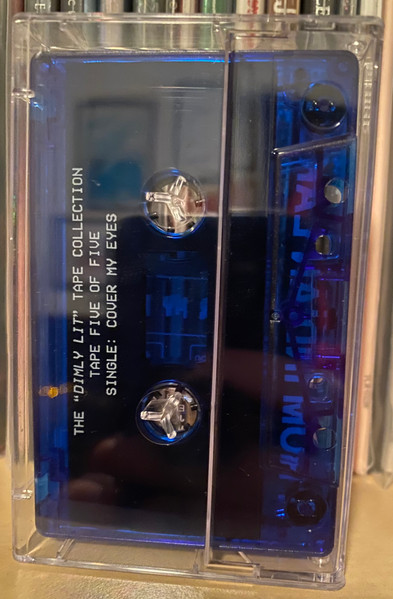 THE "DIMLY LIT" TAPE COLLECTION
TAPE FIVE OF FIVE
SINGLE: COVER MY EYES